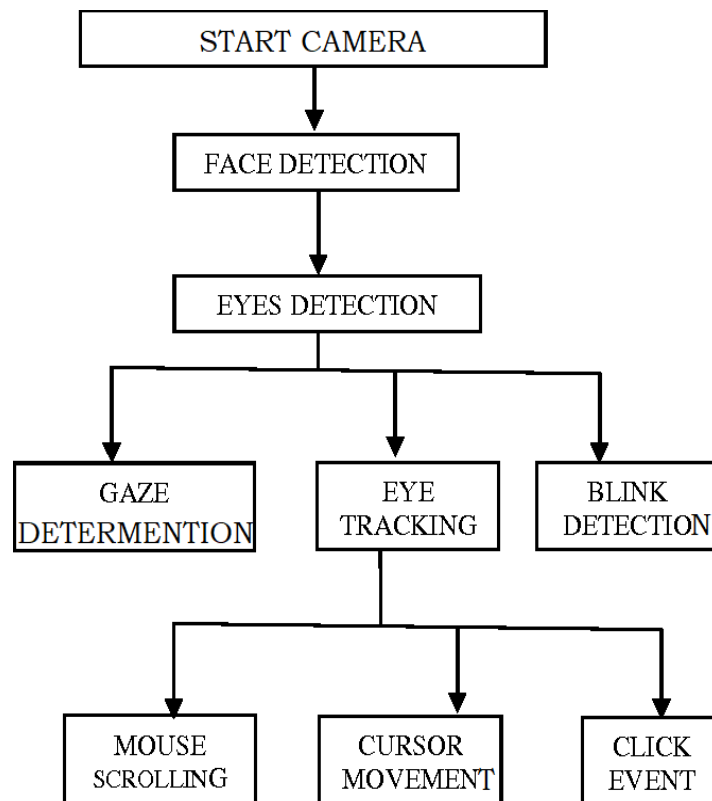 START CAMERA
FACE DETECTION
EYES DETECTION
GAZE
DETERMENTION
EYE
TRACKING
BLINK
DETECTION
MOUSE
SCROLLING
CURSOR
MOVEMENT
CLICK
EVENT